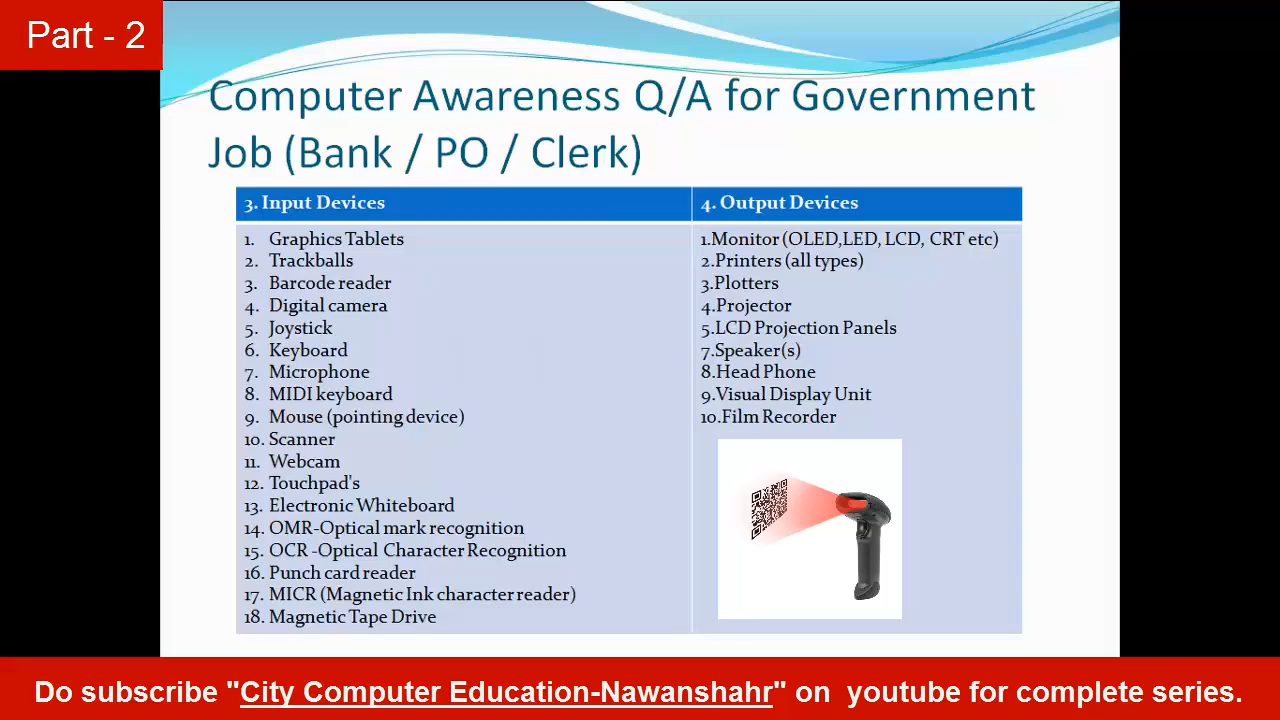 Part - 2
Computer Awareness Q/A for Government
Job (Bank / PO / Clerk)
3. Input Devices
1. Graphics Tablets
2. Trackballs
3. Barcode reader
4. Digital camera
5. Joystick
6. Keyboard
7. Microphone
8. MIDI keyboard
9. Mouse (pointing device)
10. Scanner
11. Webcam
12. Touchpad's
13. Electronic Whiteboard
14. OMR-Optical mark recognition
15. OCR -Optical Character Recognition
16. Punch card reader
17. MICR (Magnetic Ink character reader)
18. Magnetic Tape Drive
4. Output Devices
1.Monitor (OLED,LED, LCD, CRT etc)
2.Printers (all types)
3.Plotters
4.Projector
5.LCD Projection Panels
7.Speaker(s)
8.Head Phone
9.Visual Display Unit
10.Film Recorder
Do subscribe "City Computer Education-Nawanshahr" on youtube for complete series.